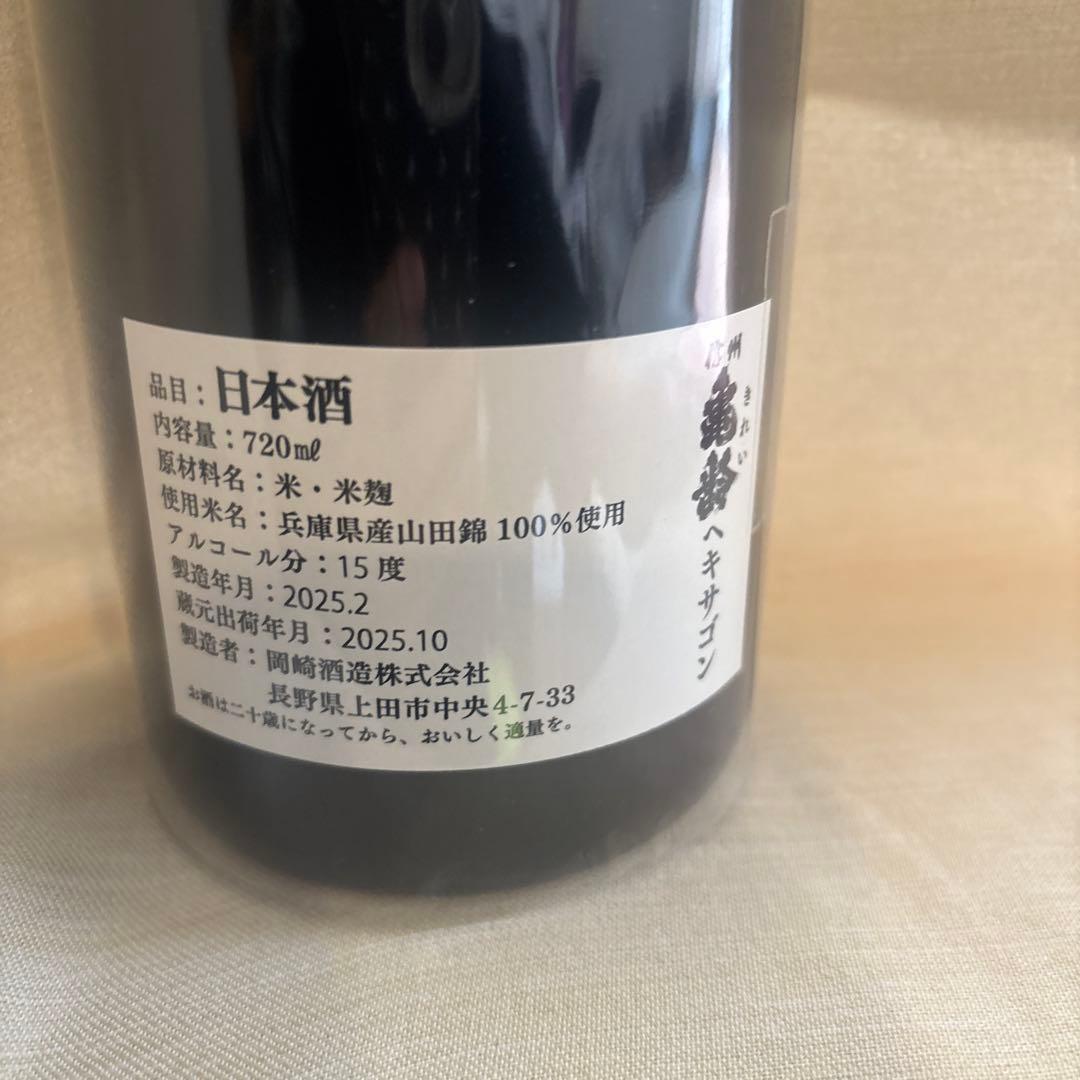 品目：日本酒
内容量：720㎖
原材料名：米・米麹
使用米名：兵庫県産山田錦 100％使用
アルコール分：15 度
製造年月：2025.2
蔵元出荷年月：2025.10
製造者：岡崎酒造株式会社
長野県上田市中央4-7-33
お酒は二十歳になってから、おいしく適量を。
信州
亀齢
きれい
ヘキサゴン